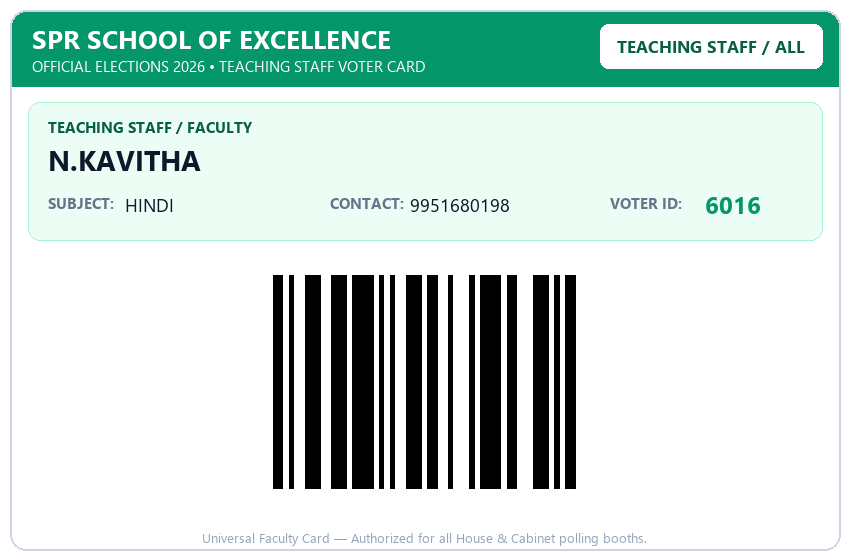 SPR SCHOOL OF EXCELLENCE
OFFICIAL ELECTIONS 2026 • TEACHING STAFF VOTER CARD
TEACHING STAFF / ALL
TEACHING STAFF / FACULTY
N.KAVITHA
SUBJECT: HINDI CONTACT: 9951680198 VOTER ID: 6016
Universal Faculty Card — Authorized for all House & Cabinet polling booths.